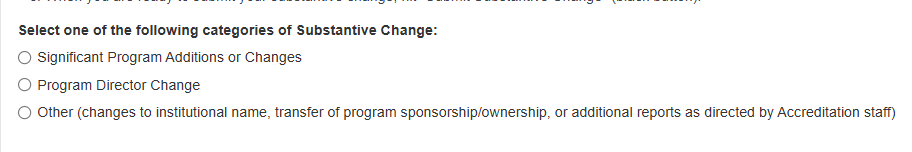 Select one of the following categories of Substantive Change:
Significant Program Additions or Changes
Program Director Change
Other (changes to institutional name, transfer of program sponsorship/ownership, or additional reports as directed by Accreditation staff)